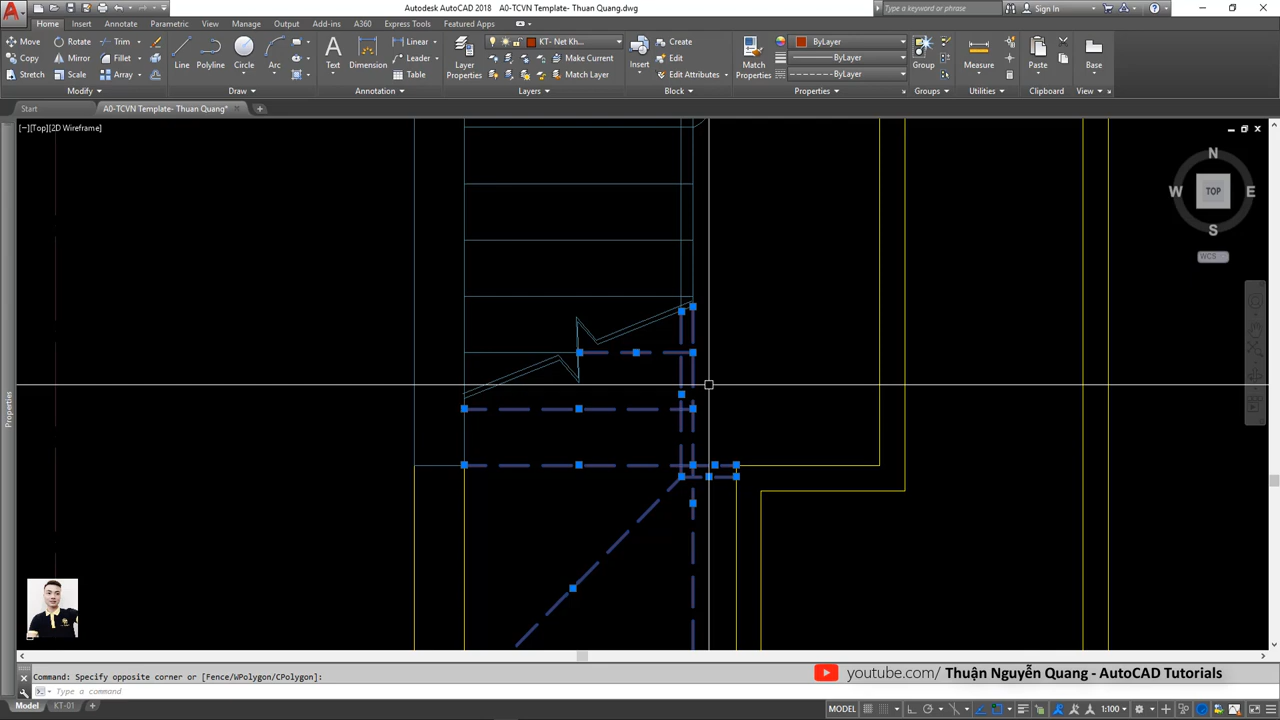 Autodesk AutoCAD 2018 A0-TCVN Template- Thuan Quang.dwg
Type a keyword or phrase
Sign In
Home Insert Annotate Parametric View Manage Output Add-ins A360 Express Tools Featured Apps
Move Rotate Trim
Copy Mirror Fillet
Stretch Scale Array
Modify
Line Polyline Circle Arc
Draw
Text Dimension
Linear
Leader
Table
Annotation
Layer Properties
KT- Net Kh...
Make Current
Match Layer
Layers
Insert
Create
Edit
Edit Attributes
Block
Match Properties
ByLayer
ByLayer
ByLayer
Properties
Group
Groups
Measure
Utilities
Paste
Clipboard
Base
View
Start A0-TCVN Template- Thuan Quang*
[−][Top][2D Wireframe]
N
W TOP E
S
WCS
Properties
Command: Specify opposite corner or [Fence/WPolygon/CPolygon]:
Type a command
youtube.com/ Thuận Nguyễn Quang - AutoCAD Tutorials
Model KT-01
MODEL 1:100